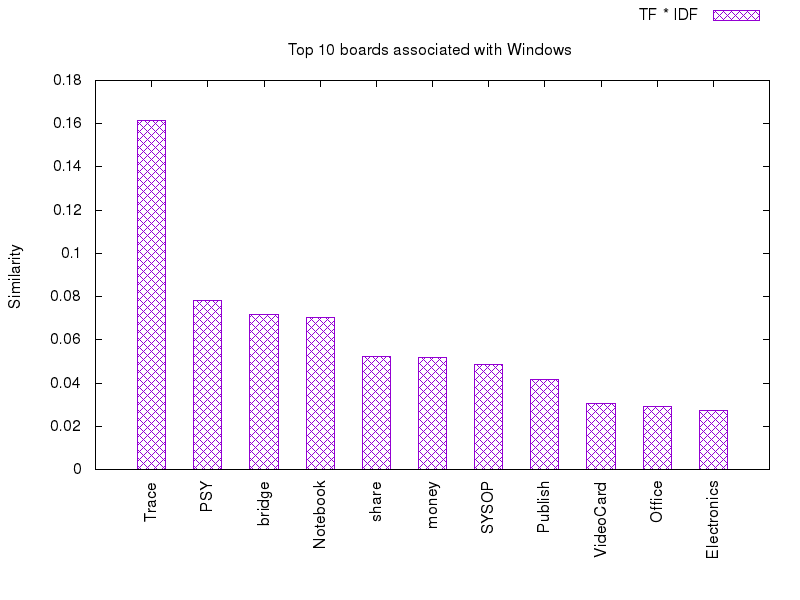 TF * IDF
Top 10 boards associated with Windows
Similarity
0.18
0.16
0.14
0.12
0.1
0.08
0.06
0.04
0.02
0
Trace
PSY
bridge
Notebook
share
money
SYSOP
Publish
VideoCard
Office
Electronics